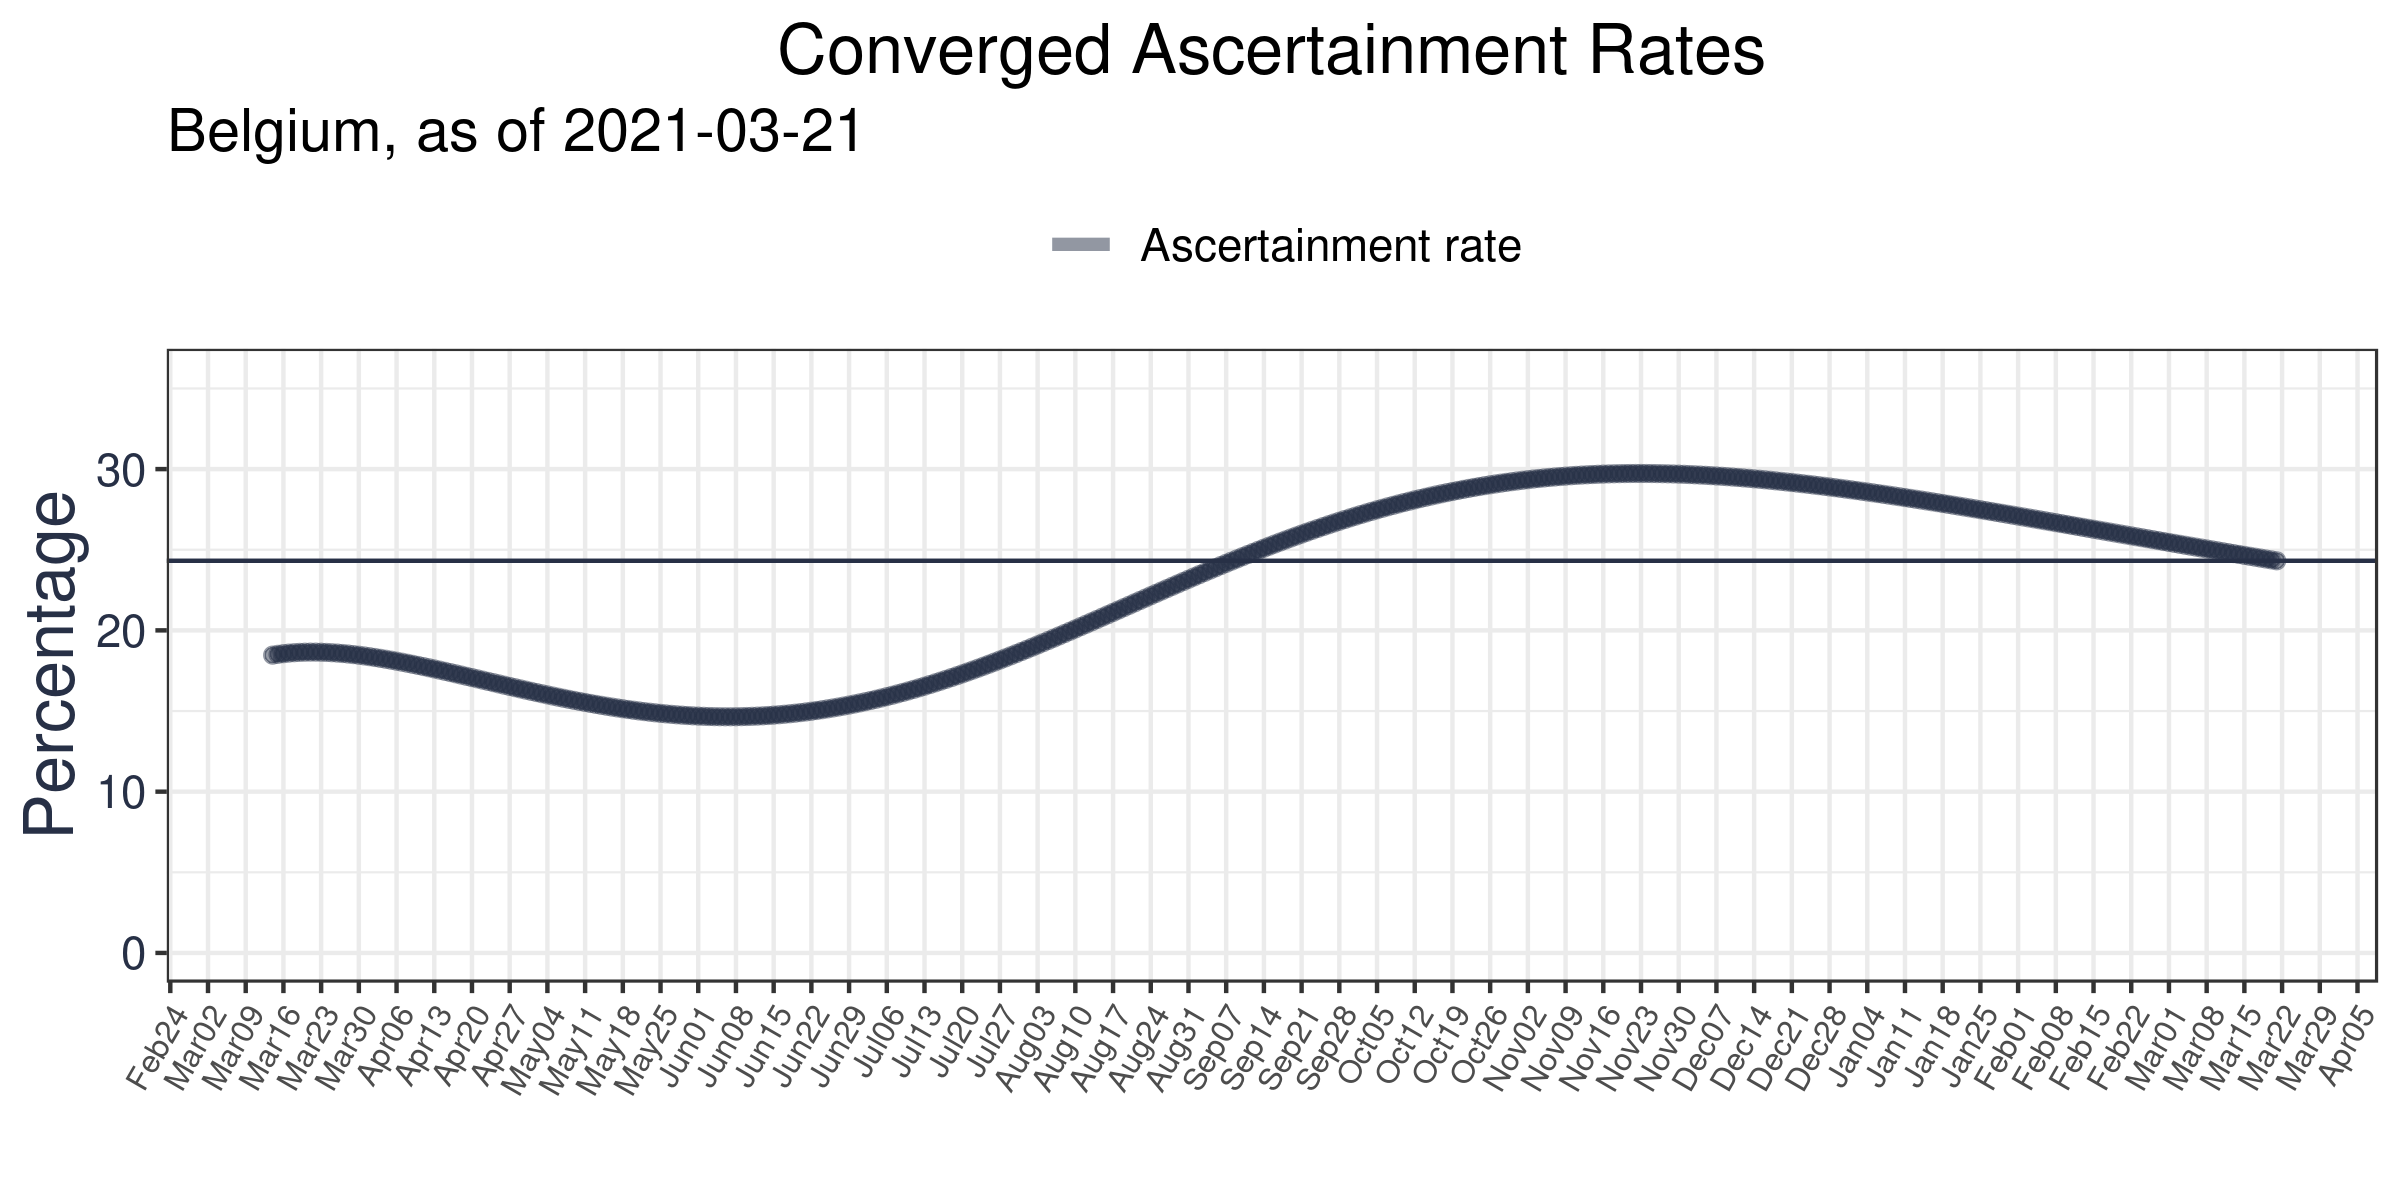 Converged Ascertainment Rates
Belgium, as of 2021-03-21
Ascertainment rate
Percentage
30
20
10
0
Feb24 Mar02 Mar09 Mar16 Mar23 Mar30 Apr06 Apr13 Apr20 Apr27 May04 May11 May18 May25 Jun01 Jun08 Jun15 Jun22 Jun29 Jul06 Jul13 Jul20 Jul27 Aug03 Aug10 Aug17 Aug24 Aug31 Sep07 Sep14 Sep21 Sep28 Oct05 Oct12 Oct19 Oct26 Nov02 Nov09 Nov16 Nov23 Nov30 Dec07 Dec14 Dec21 Dec28 Jan04 Jan11 Jan18 Jan25 Feb01 Feb08 Feb15 Feb22 Mar01 Mar08 Mar15 Mar22 Mar29 Apr05